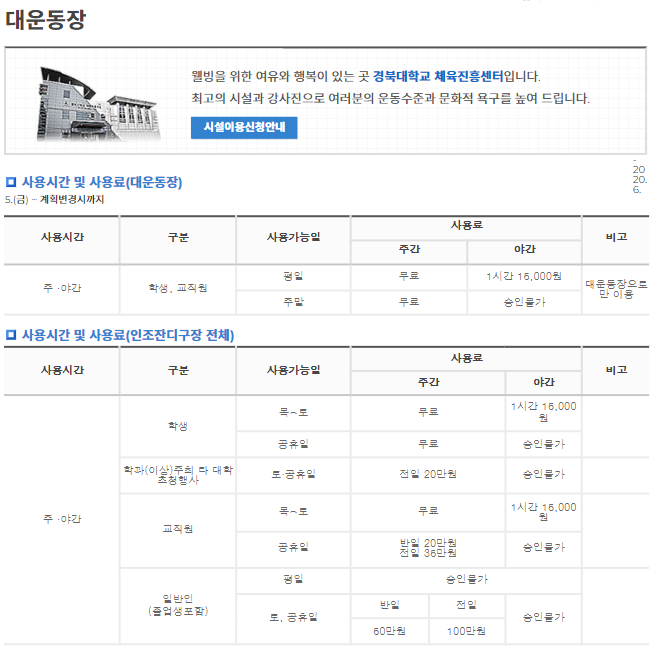 대운동장
웰빙을 위한 여유와 행복이 있는 곳 경북대학교 체육진흥센터입니다.
최고의 시설과 강사진으로 여러분의 운동수준과 문화적 욕구를 높여 드립니다.
시설이용신청안내
사용시간 및 사용료(대운동장)
-
20
20.
6.
5.(금) ~ 계획변경시까지
사용시간 구분 사용가능일 사용료 비고
주간 야간
주·야간 학생, 교직원 평일 무료 1시간 16,000원 대운동장으로
만 이용
주말 무료 승인불가
사용시간 및 사용료(인조잔디구장 전체)
사용시간 구분 사용가능일 사용료 비고
주간 야간
주·야간 학생 목~토 무료 1시간 16,000
원
공휴일 무료 승인불가
학과(이상)주최 타 대학
초청행사 토·공휴일 전일 20만원 승인불가
교직원 목~토 무료 1시간 16,000
원
공휴일 반일 20만원
전일 36만원 승인불가
일반인
(졸업생포함) 평일 승인불가
토, 공휴일 반일 전일 승인불가
60만원 100만원